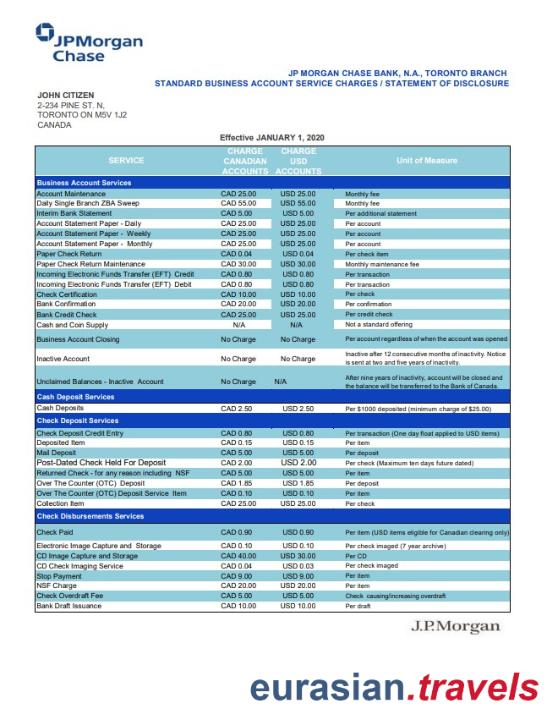 JPMorgan
Chase
JP MORGAN CHASE BANK, N.A., TORONTO BRANCH
STANDARD BUSINESS ACCOUNT SERVICE CHARGES / STATEMENT OF DISCLOSURE
JOHN CITIZEN
2-234 PINE ST. N,
TORONTO ON M5V 1J2
CANADA
Effective JANUARY 1, 2020
SERVICE CHARGE CANADIAN ACCOUNTS CHARGE USD ACCOUNTS Unit of Measure
Business Account Services
Account Maintenance CAD 25.00 USD 25.00 Monthly fee
Daily Single Branch ZBA Sweep CAD 55.00 USD 55.00 Monthly fee
Interim Bank Statement CAD 5.00 USD 5.00 Per additional statement
Account Statement Paper - Daily CAD 25.00 USD 25.00 Per account
Account Statement Paper - Weekly CAD 25.00 USD 25.00 Per account
Account Statement Paper - Monthly CAD 25.00 USD 25.00 Per account
Paper Check Return CAD 0.04 USD 0.04 Per check item
Paper Check Return Maintenance CAD 30.00 USD 30.00 Monthly maintenance fee
Incoming Electronic Funds Transfer (EFT) Credit CAD 0.80 USD 0.80 Per transaction
Incoming Electronic Funds Transfer (EFT) Debit CAD 0.80 USD 0.80 Per transaction
Check Certification CAD 10.00 USD 10.00 Per check
Bank Confirmation CAD 20.00 USD 20.00 Per confirmation
Bank Credit Check CAD 25.00 USD 25.00 Per credit check
Cash and Coin Supply N/A N/A Not a standard offering
Business Account Closing No Charge No Charge Per account regardless of when the account was opened
Inactive Account No Charge No Charge Inactive after 12 consecutive months of inactivity. Notice
is sent at two and five years of inactivity.
Unclaimed Balances - Inactive Account No Charge N/A After nine years of inactivity, account will be closed and
the balance will be transferred to the Bank of Canada.
Cash Deposit Services
Cash Deposits CAD 2.50 USD 2.50 Per $1000 deposited (minimum charge of $25.00)
Check Deposit Services
Check Deposit Credit Entry CAD 0.80 USD 0.80 Per transaction (One day float applied to USD items)
Deposited Item CAD 0.15 USD 0.15 Per item
Mail Deposit CAD 5.00 USD 5.00 Per deposit
Post-Dated Check Held For Deposit CAD 2.00 USD 2.00 Per check (Maximum ten days future dated)
Returned Check - for any reason including NSF CAD 5.00 USD 5.00 Per item
Over The Counter (OTC) Deposit CAD 1.85 USD 1.85 Per deposit
Over The Counter (OTC) Deposit Service Item CAD 0.10 USD 0.10 Per item
Collection Item CAD 25.00 USD 25.00 Per check
Check Disbursements Services
Check Paid CAD 0.90 USD 0.90 Per item (USD items eligible for Canadian clearing only)
Electronic Image Capture and Storage CAD 0.10 USD 0.10 Per check imaged (7 year archive)
CD Image Capture and Storage CAD 40.00 USD 30.00 Per CD
CD Check Imaging Service CAD 0.04 USD 0.03 Per check imaged
Stop Payment CAD 9.00 USD 9.00 Per item
NSF Charge CAD 20.00 USD 20.00 Per item
Check Overdraft Fee CAD 5.00 USD 5.00 Check causing/increasing overdraft
Bank Draft Issuance CAD 10.00 USD 10.00 Per draft
J.P.Morgan
eurasian.travels